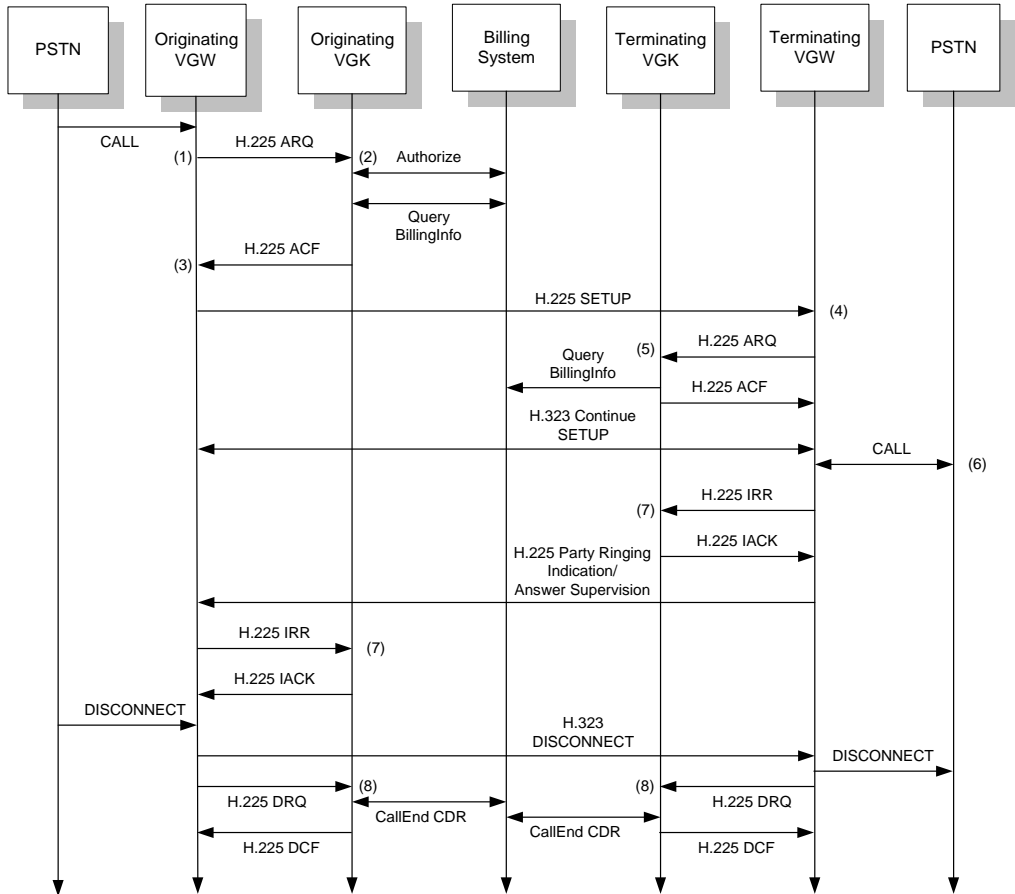 PSTN
Originating
VGW
Originating
VGK
Billing
System
Terminating
VGK
Terminating
VGW
PSTN
CALL
(1)
H.225 ARQ
(2)
Authorize
Query
BillingInfo
(3)
H.225 ACF
H.225 SETUP
(4)
(5)
H.225 ARQ
Query
BillingInfo
H.225 ACF
H.323 Continue
SETUP
CALL
(6)
(7)
H.225 IRR
H.225 IACK
H.225 Party Ringing
Indication/
Answer Supervision
H.225 IRR
(7)
H.225 IACK
DISCONNECT
H.323
DISCONNECT
DISCONNECT
H.225 DRQ
(8)
(8)
H.225 DRQ
CallEnd CDR
CallEnd CDR
H.225 DCF
H.225 DCF